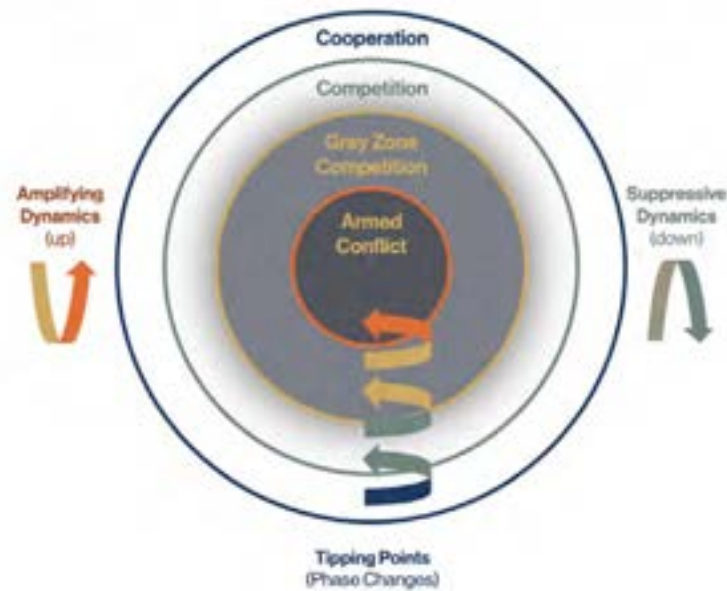 Cooperation
Competition
Gray Zone
Competition
Armed
Conflict
Amplifying
Dynamics
(up)
Suppressive
Dynamics
(down)
Tipping Points
(Phase Changes)